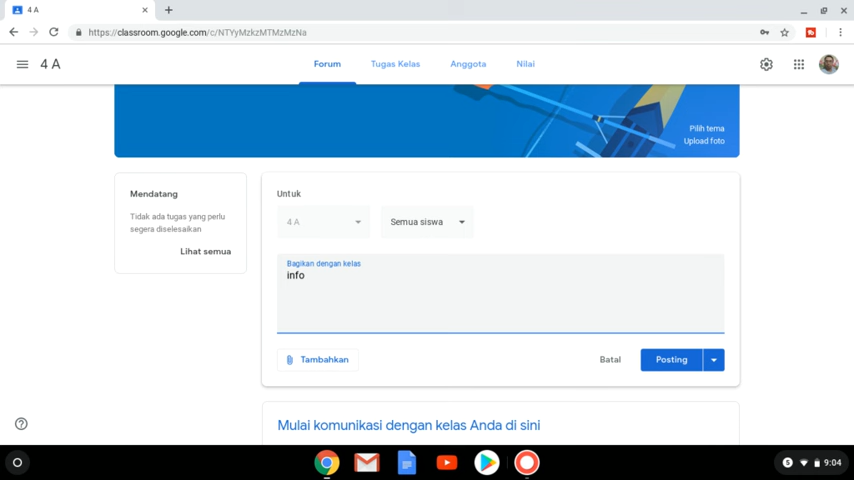 4 A
https://classroom.google.com/c/NTYyMzkzMTMzMzNa
4 A
Forum
Tugas Kelas
Anggota
Nilai
Pilih tema
Upload foto
Mendatang
Tidak ada tugas yang perlu
segera diselesaikan
Lihat semua
Untuk
4 A
Semua siswa
Bagikan dengan kelas
info
Tambahkan
Batal
Posting
Mulai komunikasi dengan kelas Anda di sini
5
9:04